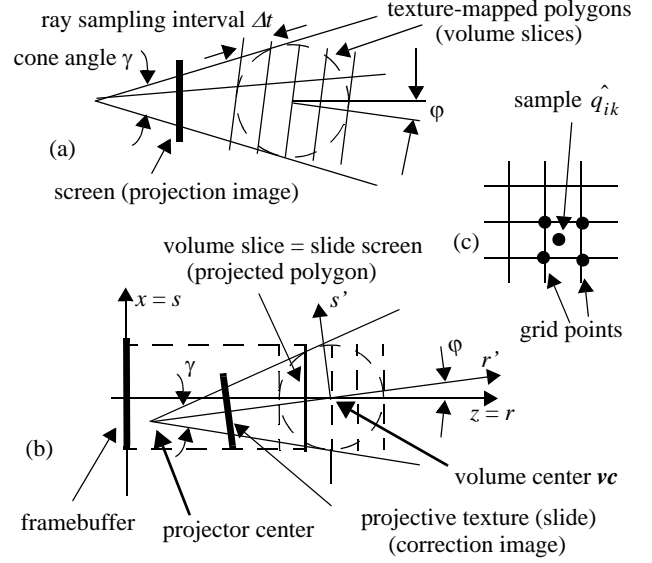 ray sampling interval Δt
texture-mapped polygons
(volume slices)
cone angle γ
φ
sample q̂ik
(a)
screen (projection image)
(c)
volume slice = slide screen
(projected polygon)
grid points
x = s
s’
γ
φ
r’
z = r
(b)
volume center vc
framebuffer
projector center
projective texture (slide)
(correction image)